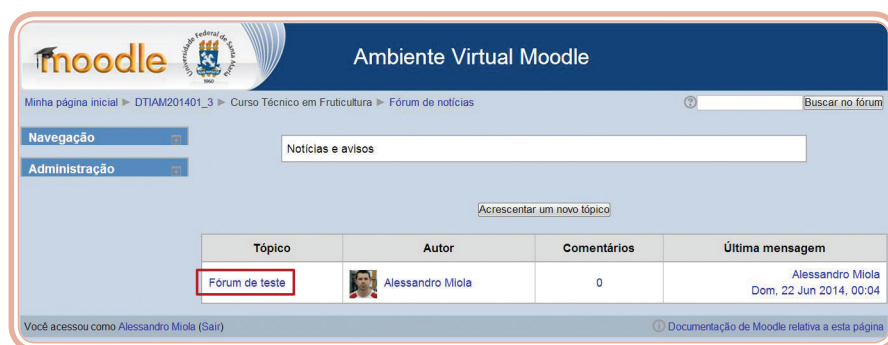 moodle
Universidade Federal de Santa Maria
1960
Ambiente Virtual Moodle
Minha página inicial ► DTIAM201401_3 ► Curso Técnico em Fruticultura ► Fórum de notícias
Buscar no fórum
Navegação
Administração
Notícias e avisos
Acrescentar um novo tópico
Tópico Autor Comentários Última mensagem
Fórum de teste Alessandro Miola 0 Alessandro Miola
Dom, 22 Jun 2014, 00:04
Você acessou como Alessandro Miola (Sair) Documentação de Moodle relativa a esta página